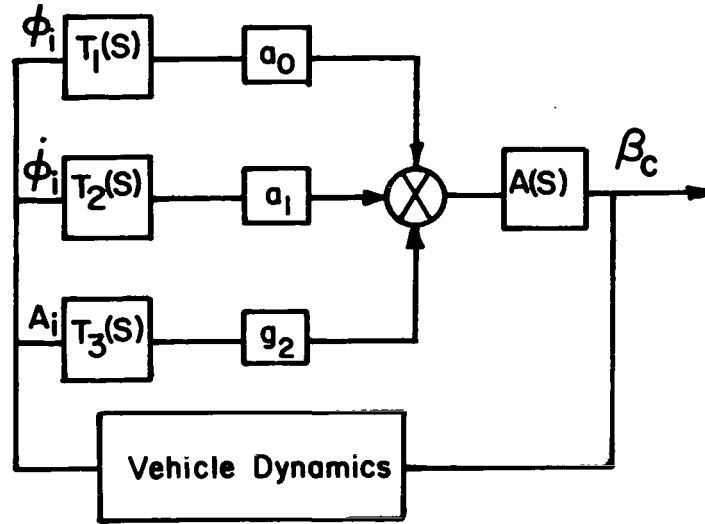 ϕi T1(S) a0
ϕ̇i T2(S) a1 A(S) βc
Ai T3(S) g2
Vehicle Dynamics